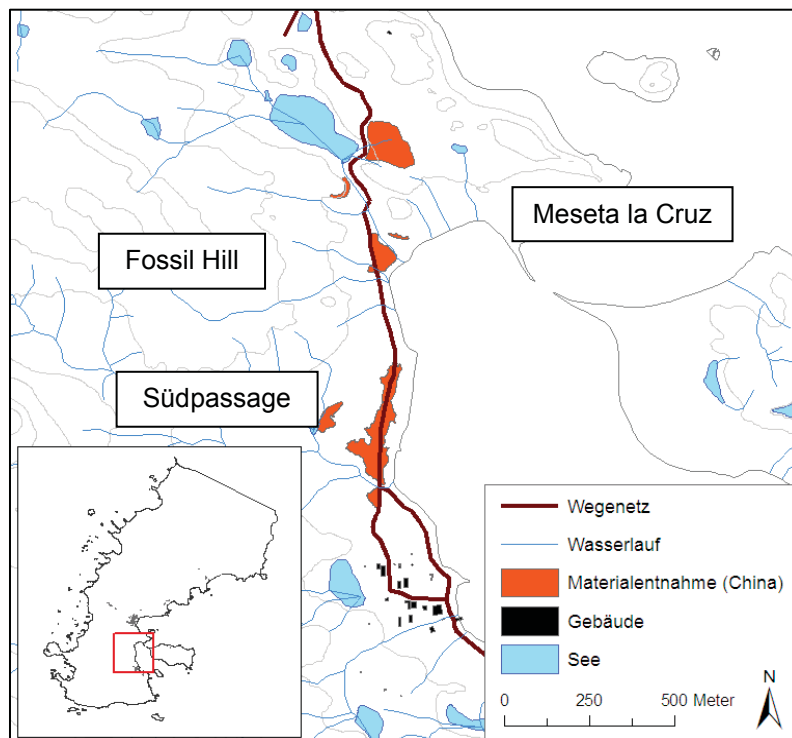 Meseta la Cruz
Fossil Hill
Südpassage
Wegenetz
Wasserlauf
Materialentnahme (China)
Gebäude
See
N
0 250 500 Meter